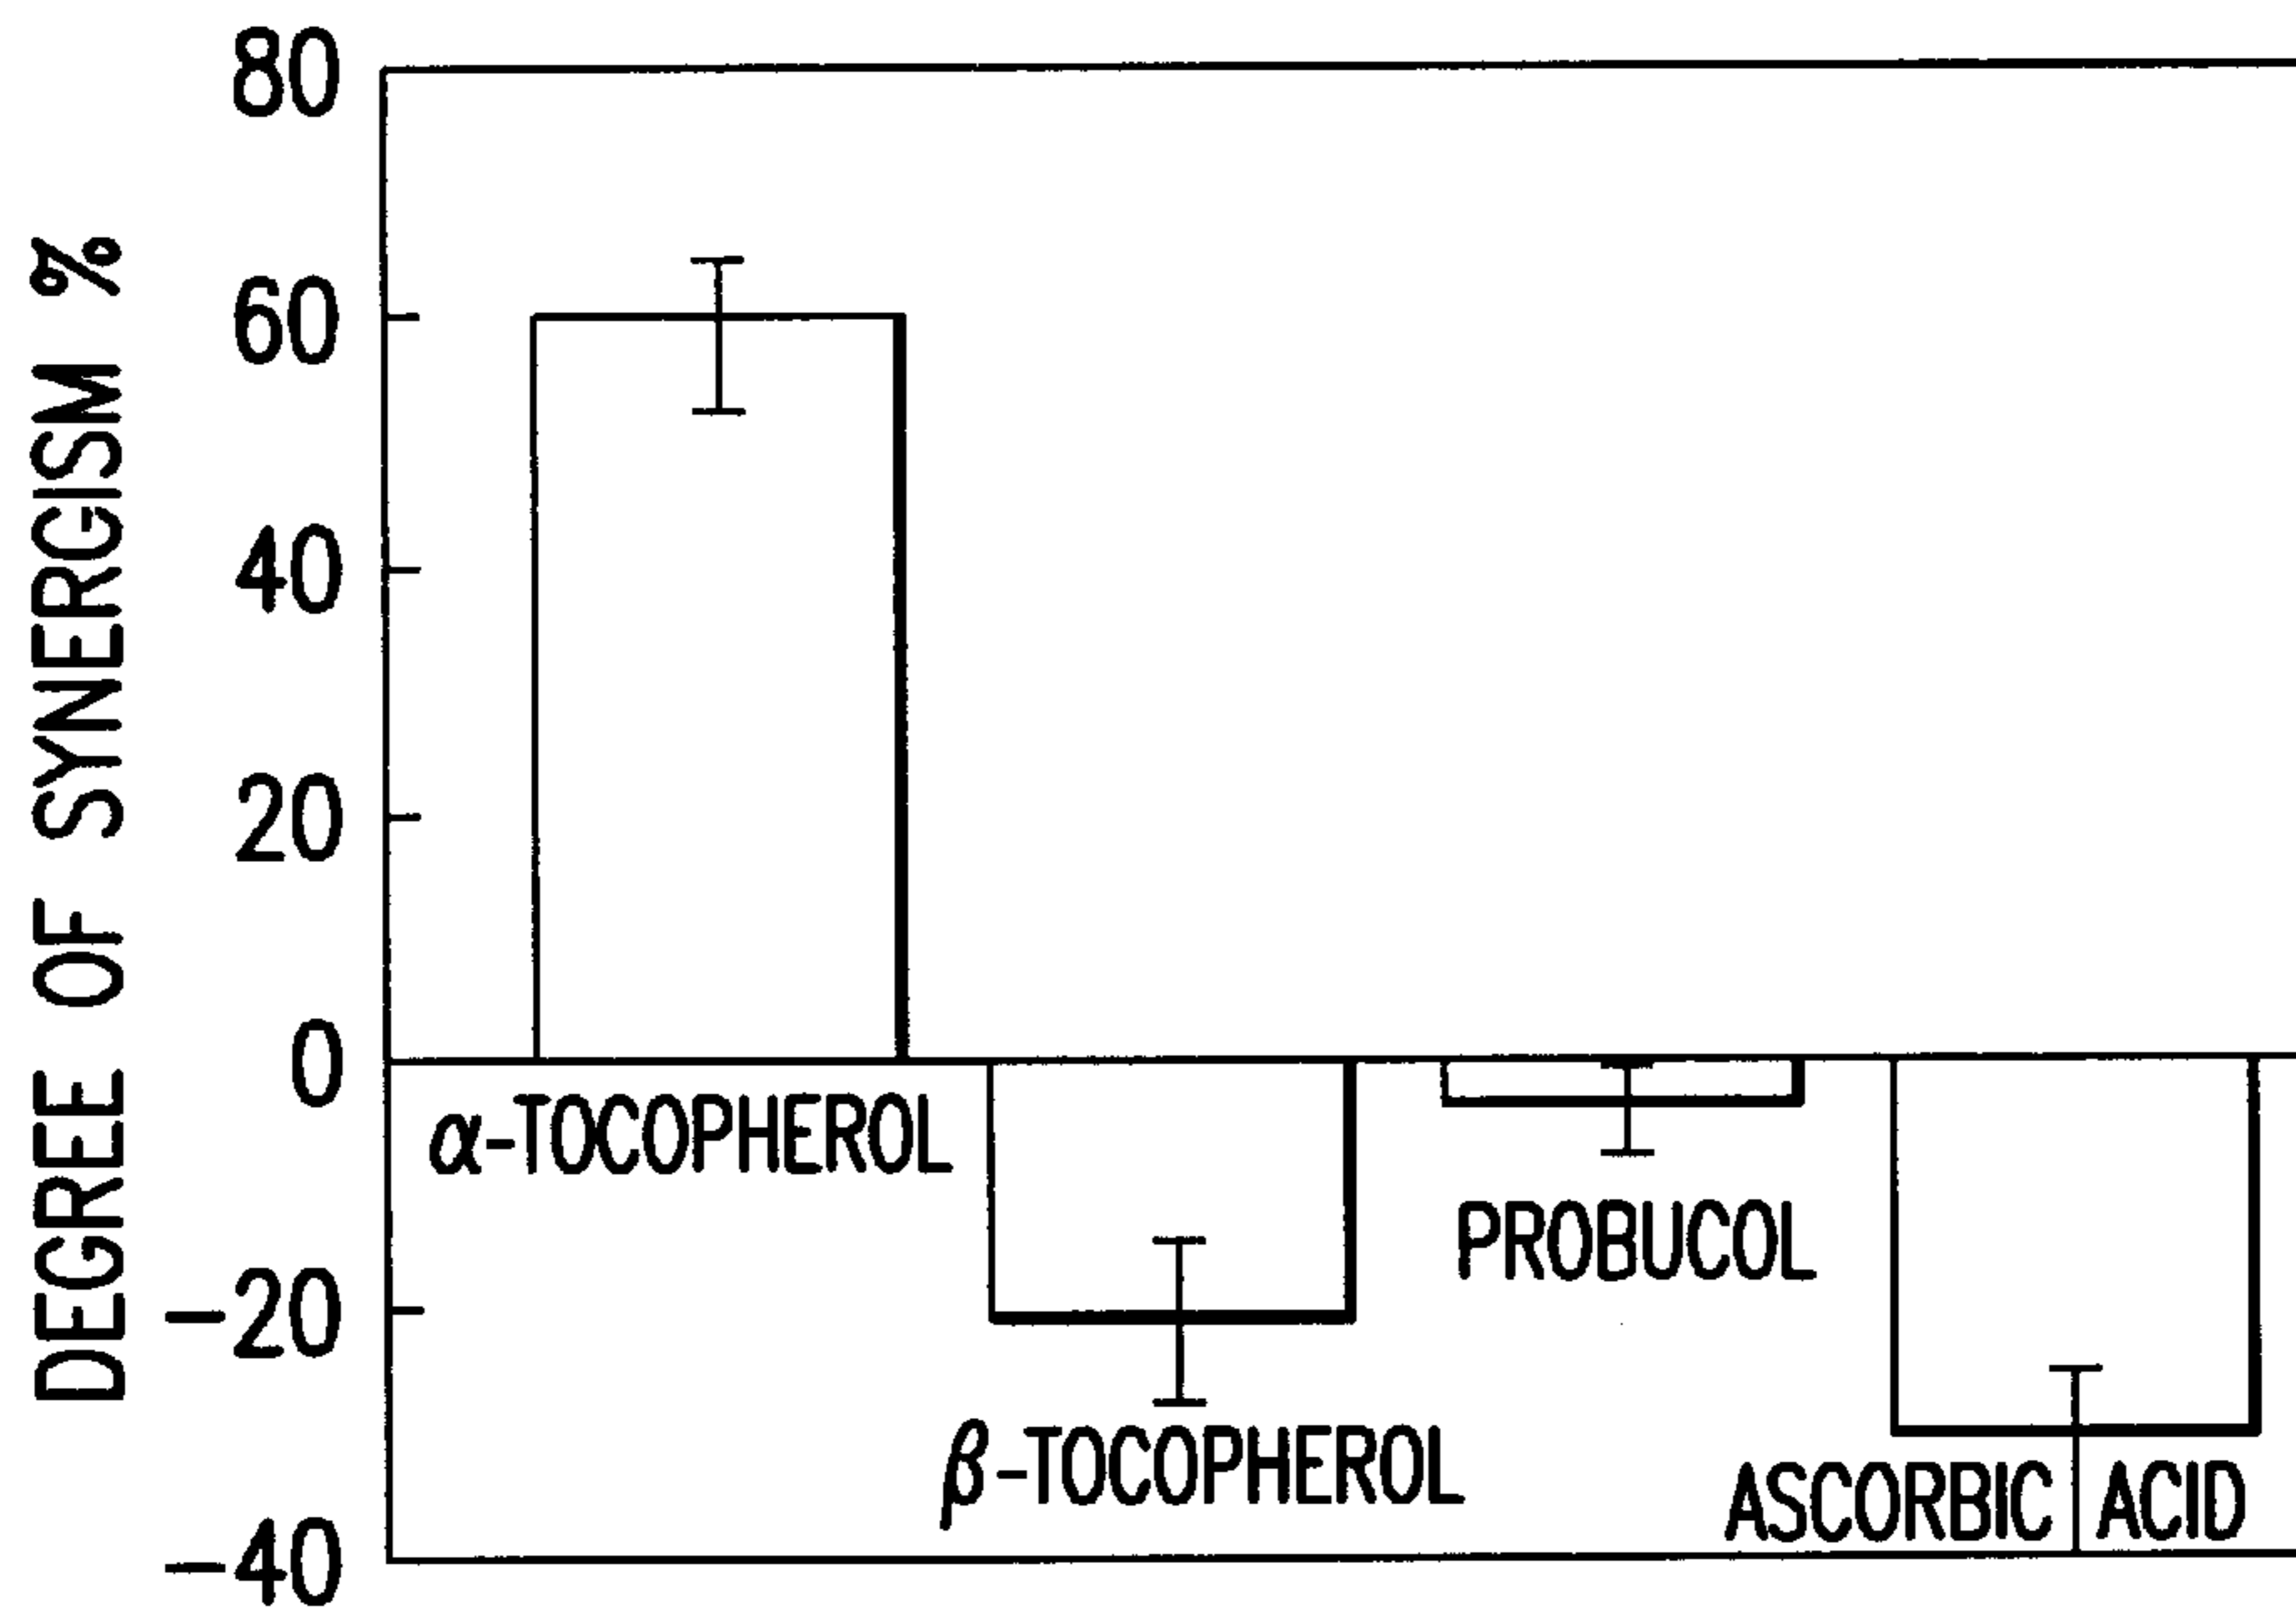 DEGREE OF SYNERGISM %
80
60
40
20
0
-20
-40
α-TOCOPHEROL
β-TOCOPHEROL
PROBUCOL
ASCORBIC ACID